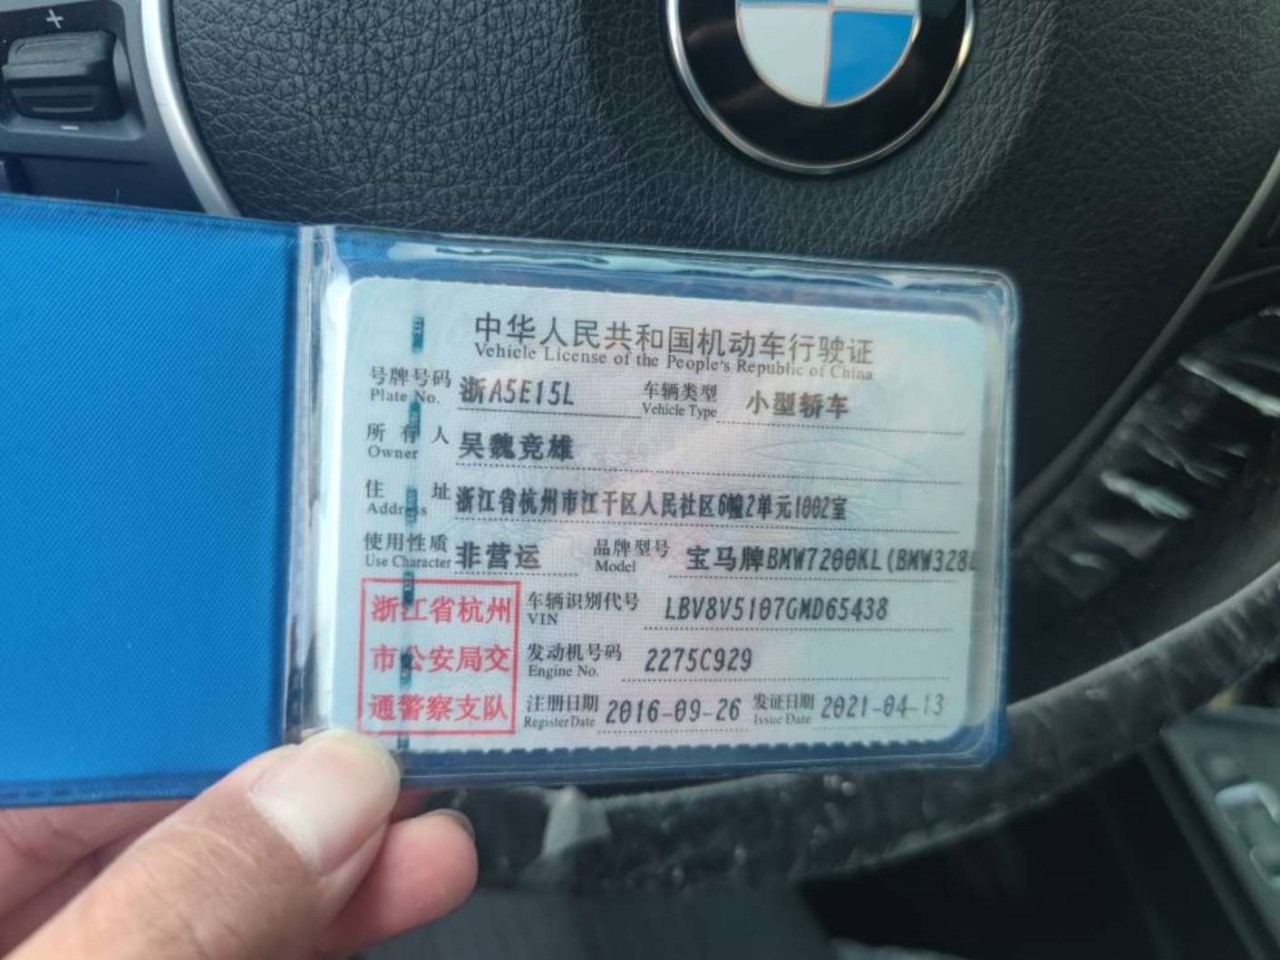 中华人民共和国机动车行驶证
Vehicle License of the People's Republic of China
号牌号码 浙A5E15L 车辆类型 小型轿车
Plate No. Vehicle Type
所有人 吴魏竞雄
Owner
住址 浙江省杭州市江干区人民社区6幢2单元1002室
Address
使用性质 非营运 品牌型号 宝马牌BMW7200KL(BMW328L
Use Character Model
浙江省杭州 车辆识别代号 LBV8V5107GMD65438
VIN
市公安局交 发动机号码 2275C929
Engine No.
通警察支队 注册日期 2016-09-26 发证日期 2021-04-13
Register Date Issue Date